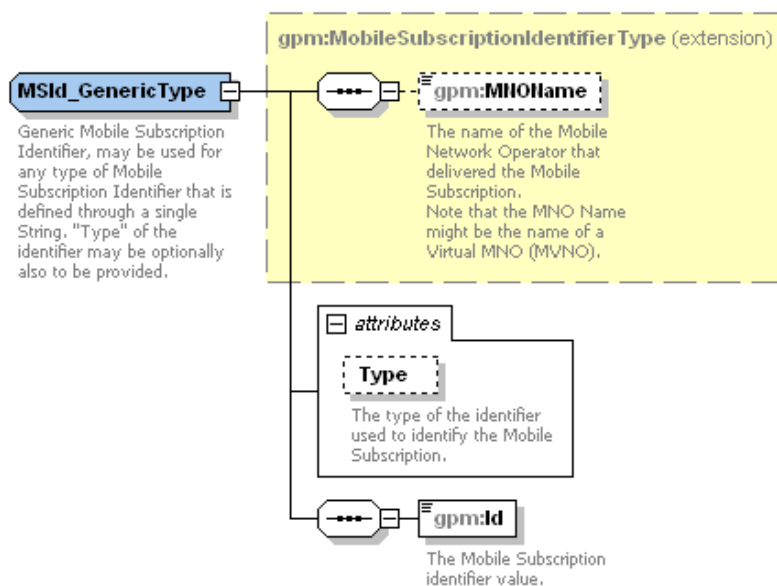 gpm:MobileSubscriptionIdentifierType (extension)
MSId_GenericType
Generic Mobile Subscription
Identifier, may be used for
any type of Mobile
Subscription Identifier that is
defined through a single
String. "Type" of the
identifier may be optionally
also to be provided.
gpm:MNOName
The name of the Mobile
Network Operator that
delivered the Mobile
Subscription.
Note that the MNO Name
might be the name of a
Virtual MNO (MVNO).
attributes
Type
The type of the identifier
used to identify the Mobile
Subscription.
gpm:Id
The Mobile Subscription
identifier value.